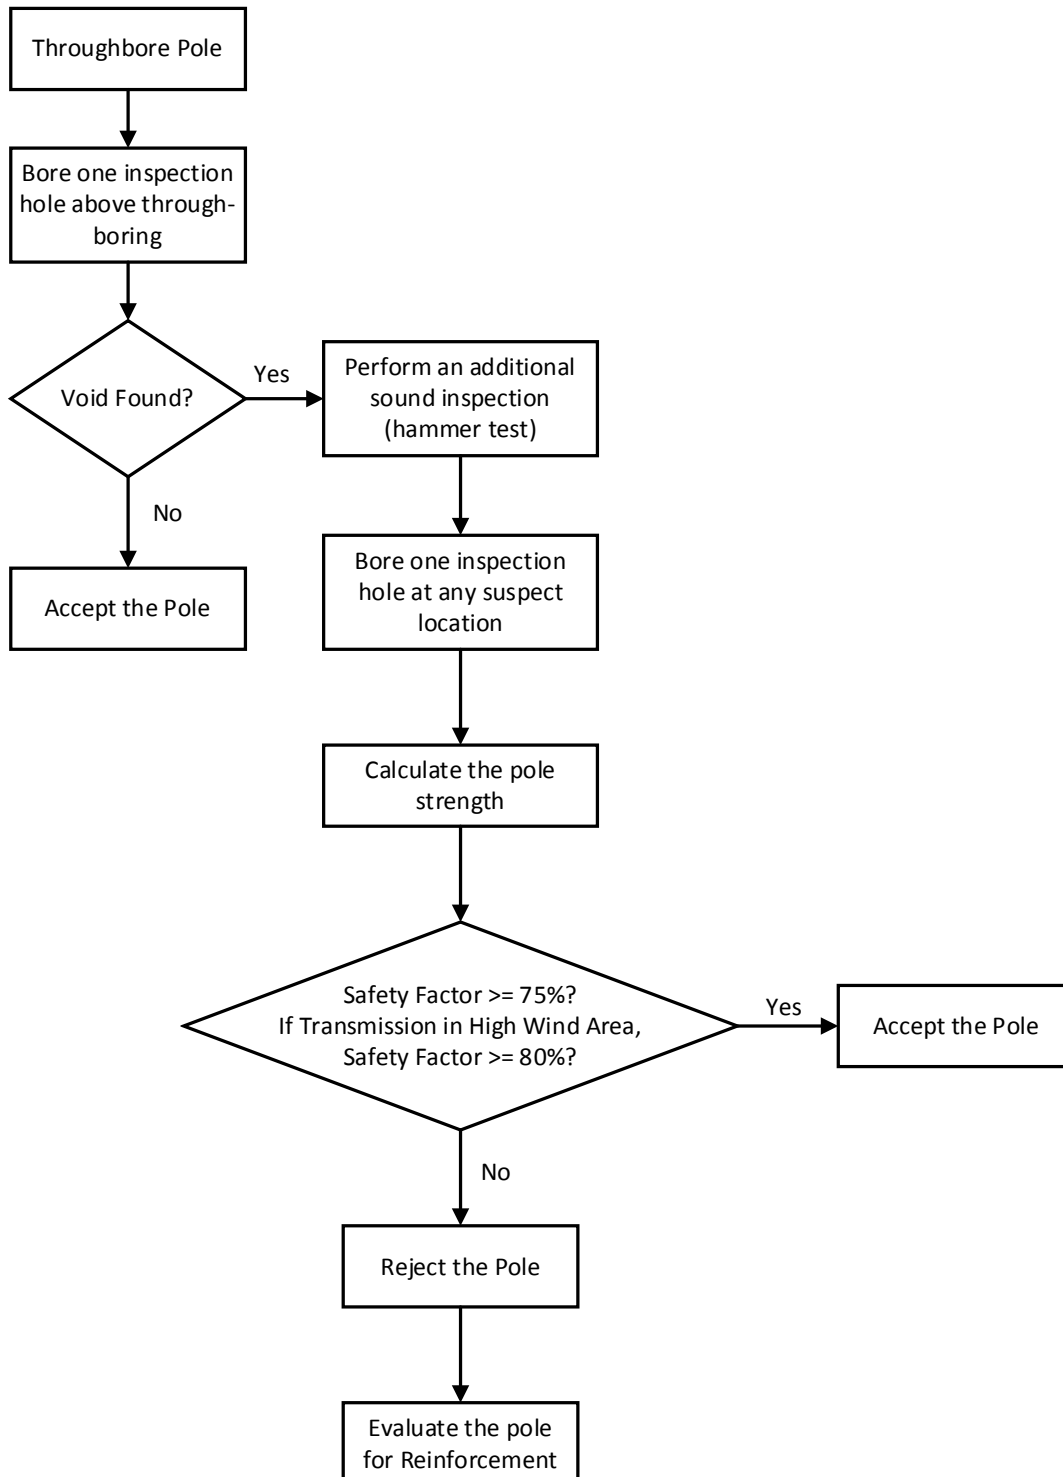 Throughbore Pole
Bore one inspection
hole above through-
boring
Void Found?
Yes
Perform an additional
sound inspection
(hammer test)
No
Accept the Pole
Bore one inspection
hole at any suspect
location
Calculate the pole
strength
Safety Factor >= 75%?
If Transmission in High Wind Area,
Safety Factor >= 80%?
Yes
Accept the Pole
No
Reject the Pole
Evaluate the pole
for Reinforcement